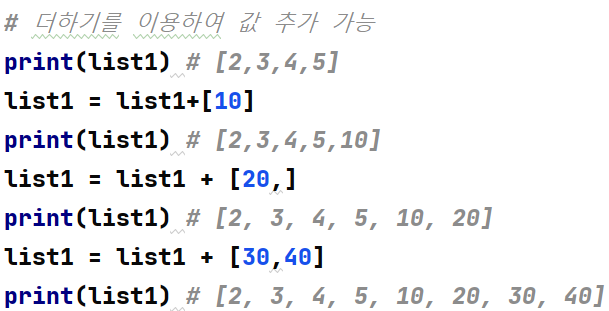 # 더하기를 이용하여 값 추가 가능
print(list1) # [2,3,4,5]
list1 = list1+[10]
print(list1) # [2,3,4,5,10]
list1 = list1 + [20,]
print(list1) # [2, 3, 4, 5, 10, 20]
list1 = list1 + [30,40]
print(list1) # [2, 3, 4, 5, 10, 20, 30, 40]